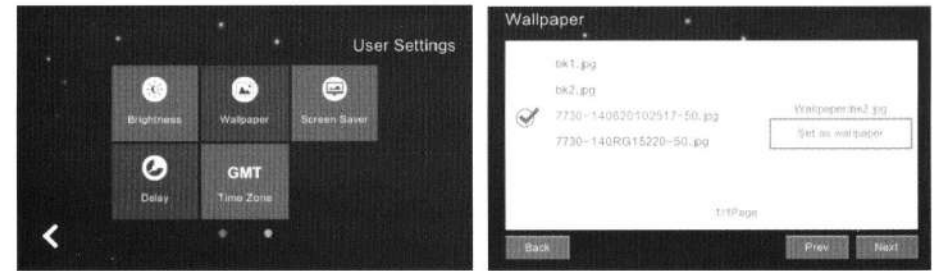 User Settings
Brightness
Wallpaper
Screen Saver
GMT
Delay
Time Zone
Wallpaper
bk1.jpg
bk2.jpg
7730-140620102517-50.jpg
Wallpaper:bk2.jpg
7730-140RG15220-50.jpg
Set as wallpaper
1/1Page
Back
Prev
Next